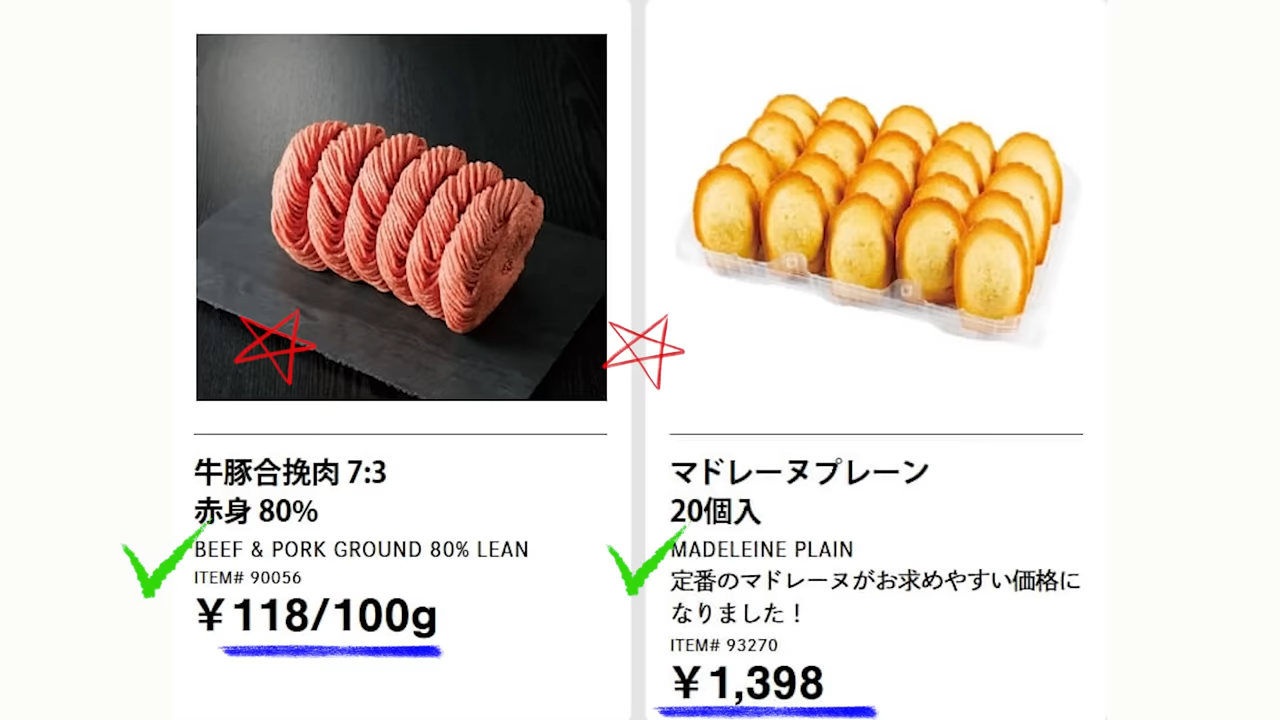 牛豚合挽肉 7:3
赤身 80%
BEEF & PORK GROUND 80% LEAN
ITEM# 90056
￥118/100g
マドレーヌプレーン
20個入
MADELEINE PLAIN
定番のマドレーヌがお求めやすい価格に
なりました！
ITEM# 93270
￥1,398